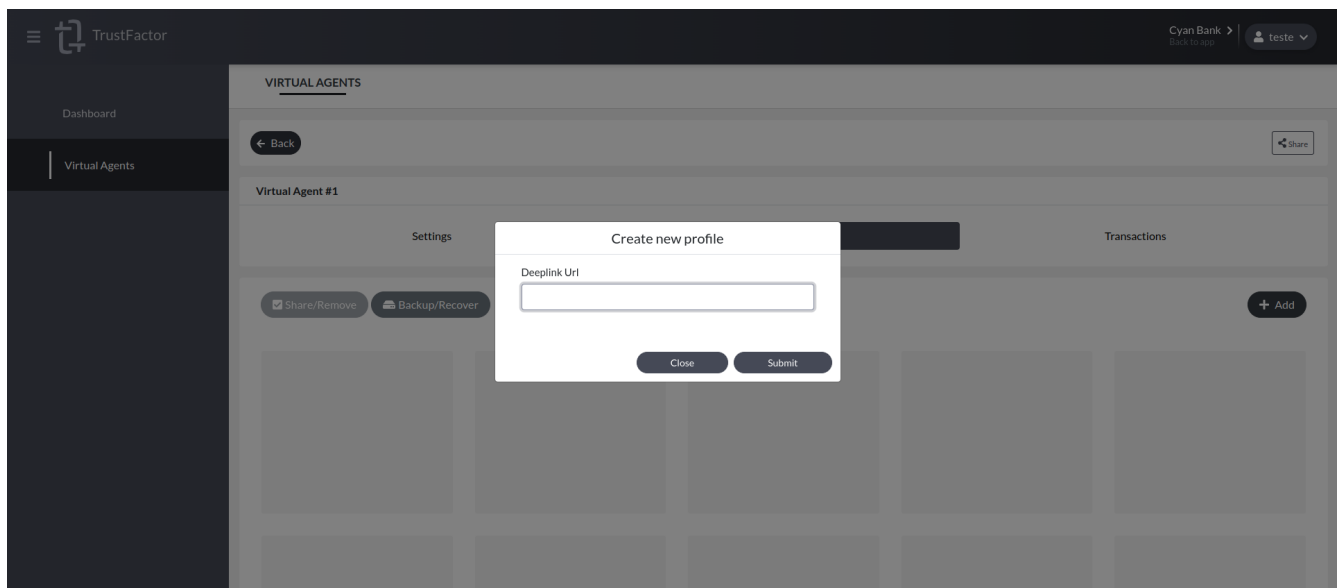 TrustFactor
Cyan Bank
Back to app
teste
VIRTUAL AGENTS
Dashboard
Virtual Agents
Back
Share
Virtual Agent #1
Settings
Transactions
Create new profile
Deeplink Url
Share/Remove
Backup/Recover
Add
Close
Submit